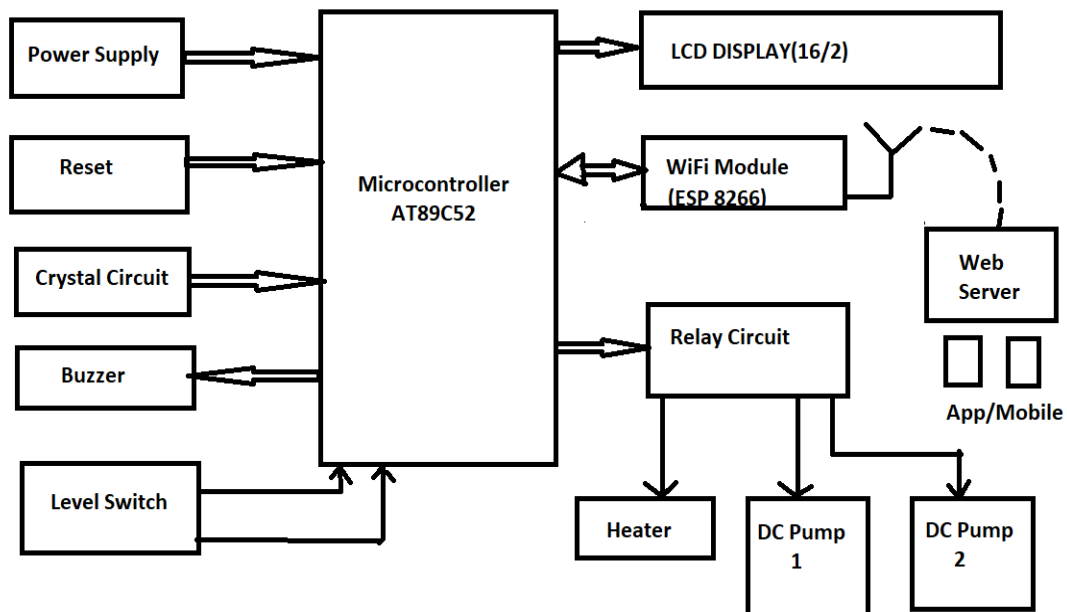 Power Supply
Reset
Crystal Circuit
Buzzer
Level Switch
Microcontroller
AT89C52
LCD DISPLAY(16/2)
WiFi Module
(ESP 8266)
Web
Server
App/Mobile
Relay Circuit
Heater
DC Pump
1
DC Pump
2